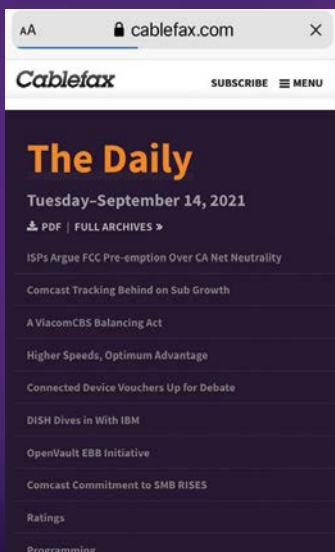 AA cablefax.com ×
Cablefax SUBSCRIBE MENU
The Daily
Tuesday–September 14, 2021
PDF | FULL ARCHIVES »
ISPs Argue FCC Pre-emption Over CA Net Neutrality
Comcast Tracking Behind on Sub Growth
A ViacomCBS Balancing Act
Higher Speeds, Optimum Advantage
Connected Device Vouchers Up for Debate
DISH Dives in With IBM
OpenVault EBB Initiative
Comcast Commitment to SMB RISES
Ratings
Programming